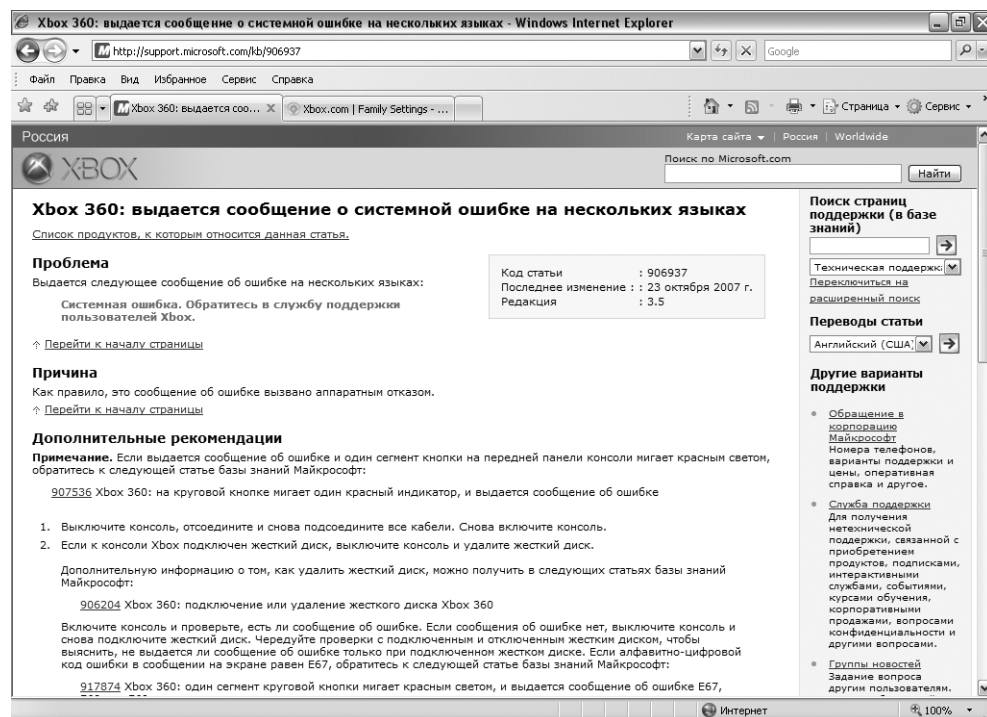 Xbox 360: выдается сообщение о системной ошибке на нескольких языках - Windows Internet Explorer
http://support.microsoft.com/kb/906937
Google
Файл Правка Вид Избранное Сервис Справка
Xbox 360: выдается соо...
Xbox.com | Family Settings - ...
Страница
Сервис
Россия
Карта сайта | Россия | Worldwide
XBOX
Поиск по Microsoft.com
Найти
Xbox 360: выдается сообщение о системной ошибке на нескольких языках
Список продуктов, к которым относится данная статья.
Проблема
Выдается следующее сообщение об ошибке на нескольких языках:
Системная ошибка. Обратитесь в службу поддержки
пользователей Xbox.
Код статьи : 906937
Последнее изменение : : 23 октября 2007 г.
Редакция : 3.5
Перейти к началу страницы
Причина
Как правило, это сообщение об ошибке вызвано аппаратным отказом.
Перейти к началу страницы
Дополнительные рекомендации
Примечание. Если выдается сообщение об ошибке и один сегмент кнопки на передней панели консоли мигает красным светом,
обратитесь к следующей статье базы знаний Майкрософт:
907536 Xbox 360: на круговой кнопке мигает один красный индикатор, и выдается сообщение об ошибке
1. Выключите консоль, отсоедините и снова подсоедините все кабели. Снова включите консоль.
2. Если к консоли Xbox подключен жесткий диск, выключите консоль и удалите жесткий диск.
Дополнительную информацию о том, как удалить жесткий диск, можно получить в следующих статьях базы знаний
Майкрософт:
906204 Xbox 360: подключение или удаление жесткого диска Xbox 360
Включите консоль и проверьте, есть ли сообщение об ошибке. Если сообщения об ошибке нет, выключите консоль и
снова подключите жесткий диск. Чередуйте проверки с подключенным и отключенным жестким диском, чтобы
выяснить, не выдается ли сообщение об ошибке только при подключенном жестком диске. Если алфавитно-цифровой
код ошибки в сообщении на экране равен E67, обратитесь к следующей статье базы знаний Майкрософт:
917874 Xbox 360: один сегмент круговой кнопки мигает красным светом, и выдается сообщение об ошибке E67,
Поиск страниц
поддержки (в базе
знаний)
Техническая поддержк
Переключиться на
расширенный поиск
Переводы статьи
Английский (США)
Другие варианты
поддержки
Обращение в
корпорацию
Майкрософт
Номера телефонов,
варианты поддержки и
цены, оперативная
справка и другое.
Служба поддержки
Для получения
нетехнической
поддержки, связанной с
приобретением
продуктов, подписками,
интерактивными
службами, событиями,
курсами обучения,
корпоративными
продажами, вопросами
конфиденциальности и
другими вопросами.
Группы новостей
Задание вопроса
другим пользователям.
Интернет
100%